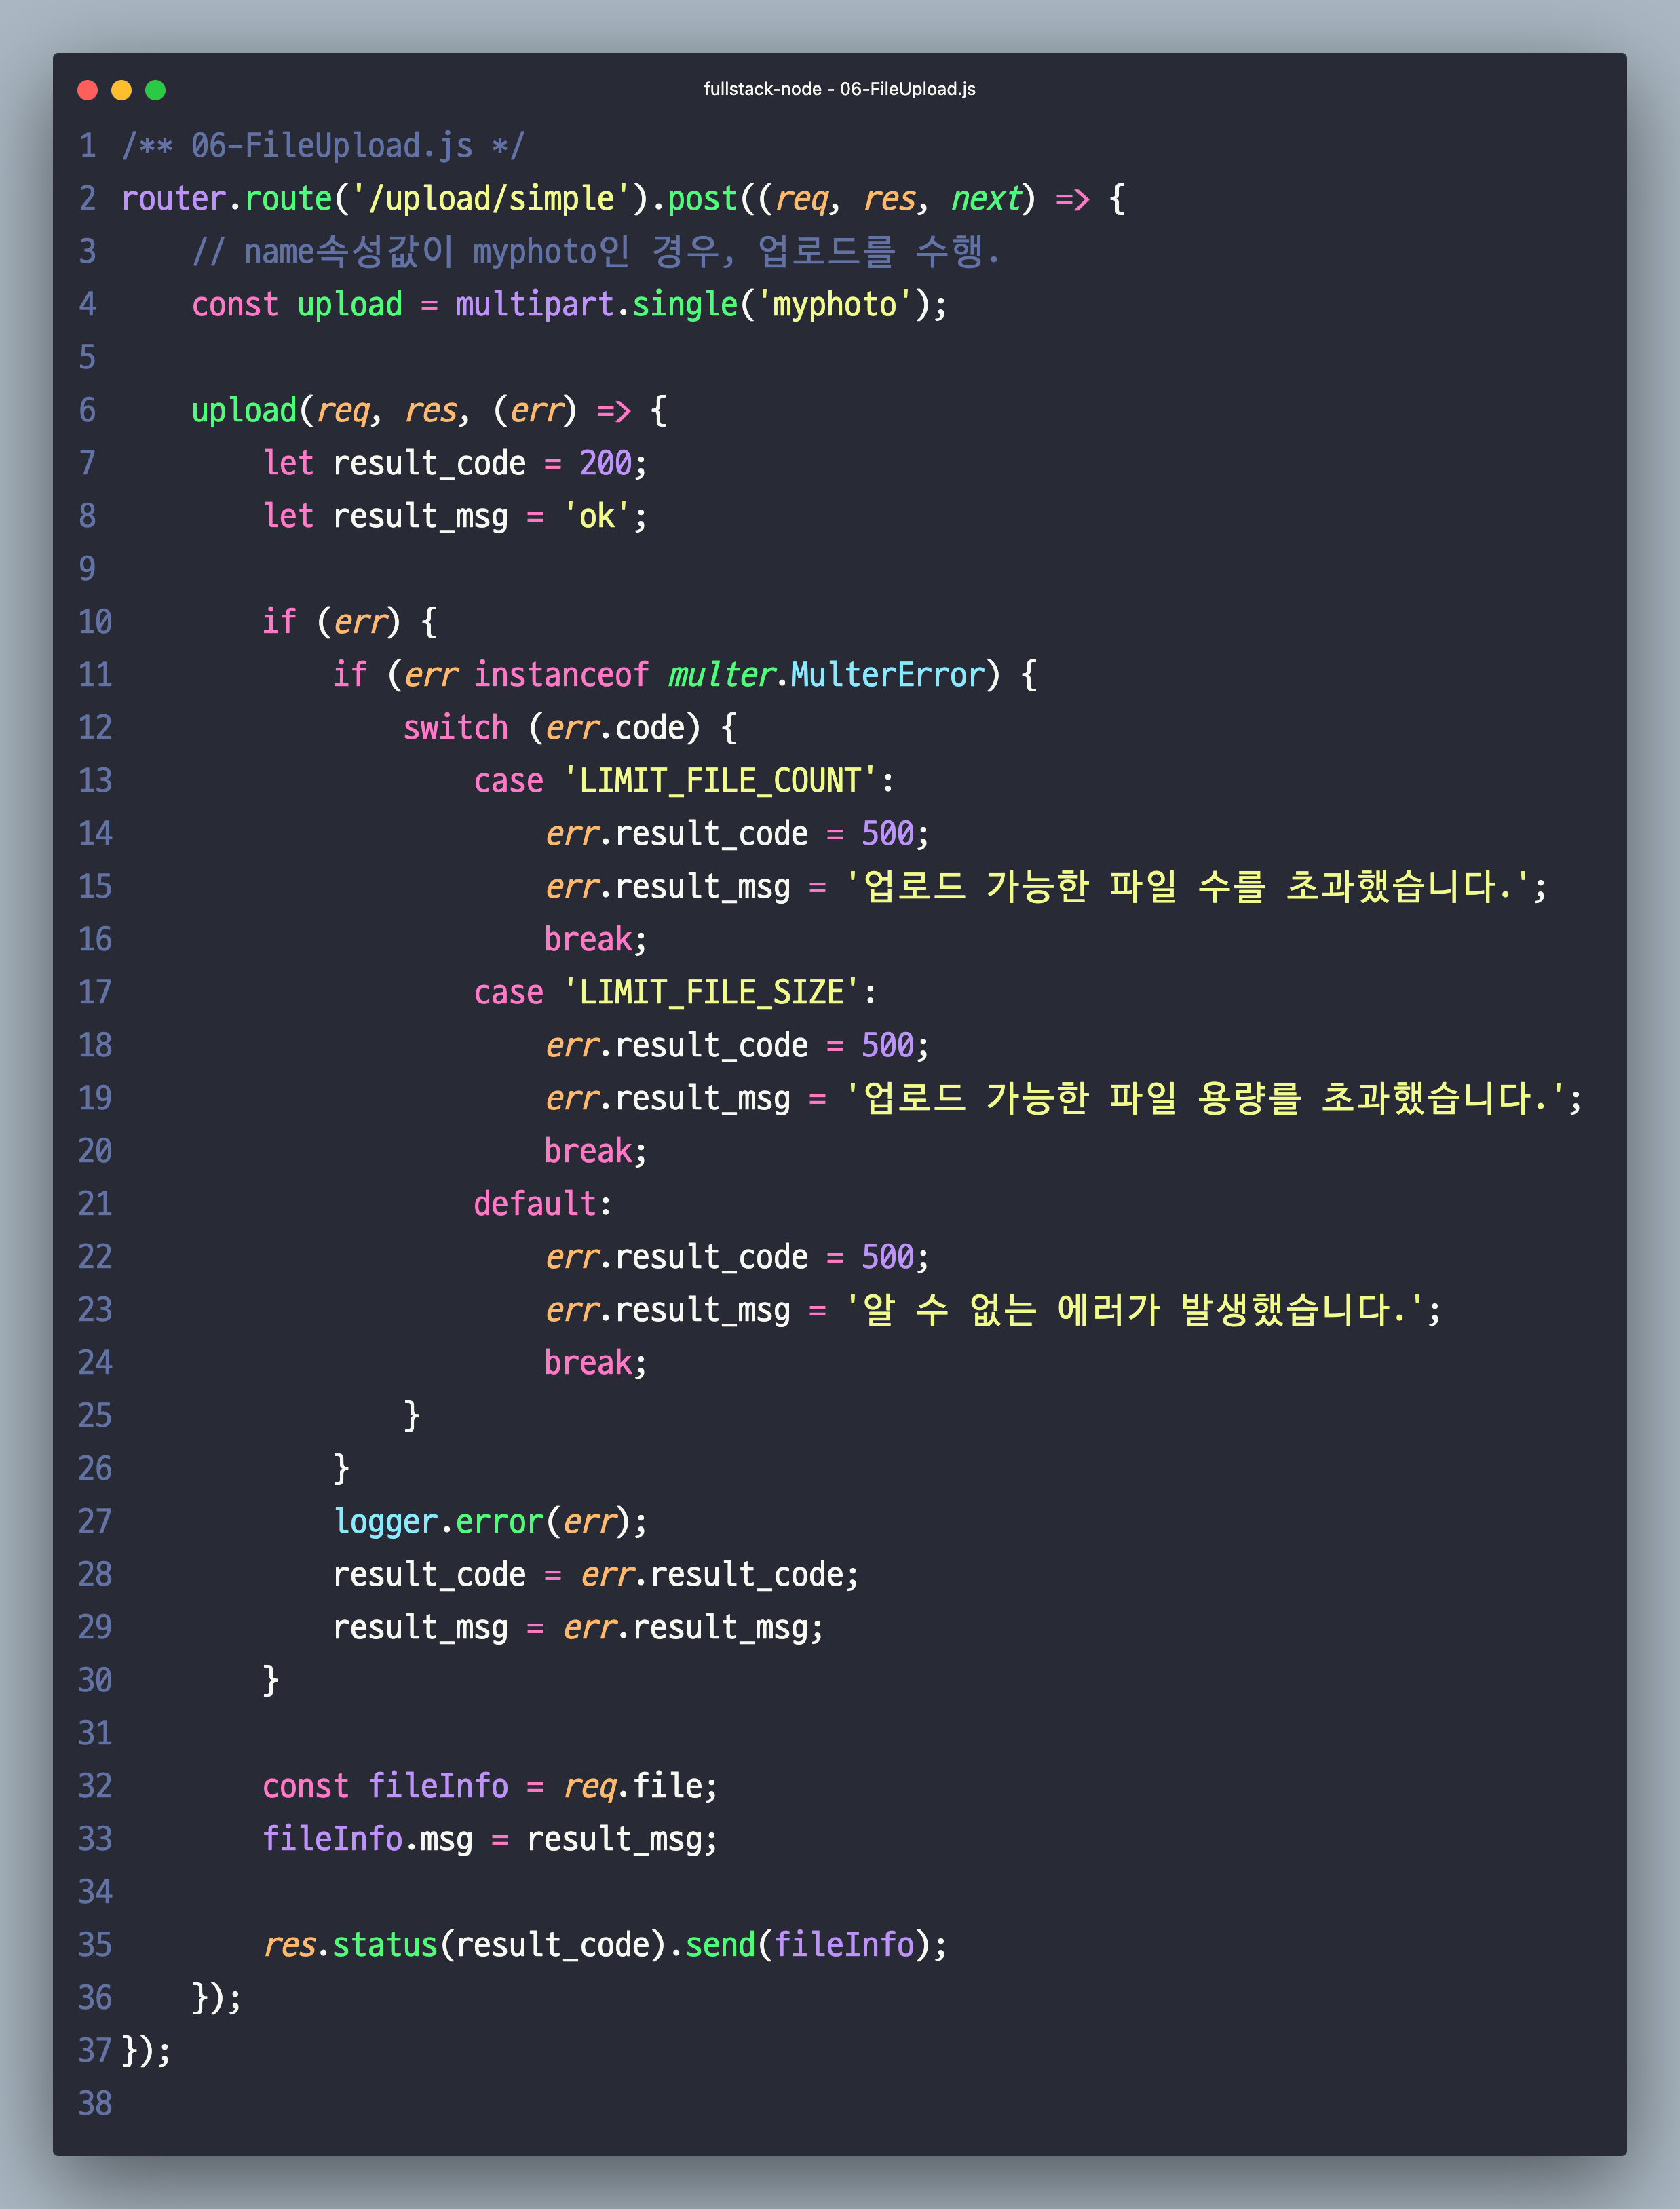 fullstack-node - 06-FileUpload.js
1 /** 06-FileUpload.js */
2 router.route('/upload/simple').post((req, res, next) => {
3     // name속성값이 myphoto인 경우, 업로드를 수행.
4     const upload = multipart.single('myphoto');
5
6     upload(req, res, (err) => {
7         let result_code = 200;
8         let result_msg = 'ok';
9
10         if (err) {
11             if (err instanceof multer.MulterError) {
12                 switch (err.code) {
13                     case 'LIMIT_FILE_COUNT':
14                         err.result_code = 500;
15                         err.result_msg = '업로드 가능한 파일 수를 초과했습니다.';
16                         break;
17                     case 'LIMIT_FILE_SIZE':
18                         err.result_code = 500;
19                         err.result_msg = '업로드 가능한 파일 용량를 초과했습니다.';
20                         break;
21                     default:
22                         err.result_code = 500;
23                         err.result_msg = '알 수 없는 에러가 발생했습니다.';
24                         break;
25                 }
26             }
27             logger.error(err);
28             result_code = err.result_code;
29             result_msg = err.result_msg;
30         }
31
32         const fileInfo = req.file;
33         fileInfo.msg = result_msg;
34
35         res.status(result_code).send(fileInfo);
36     });
37 });
38